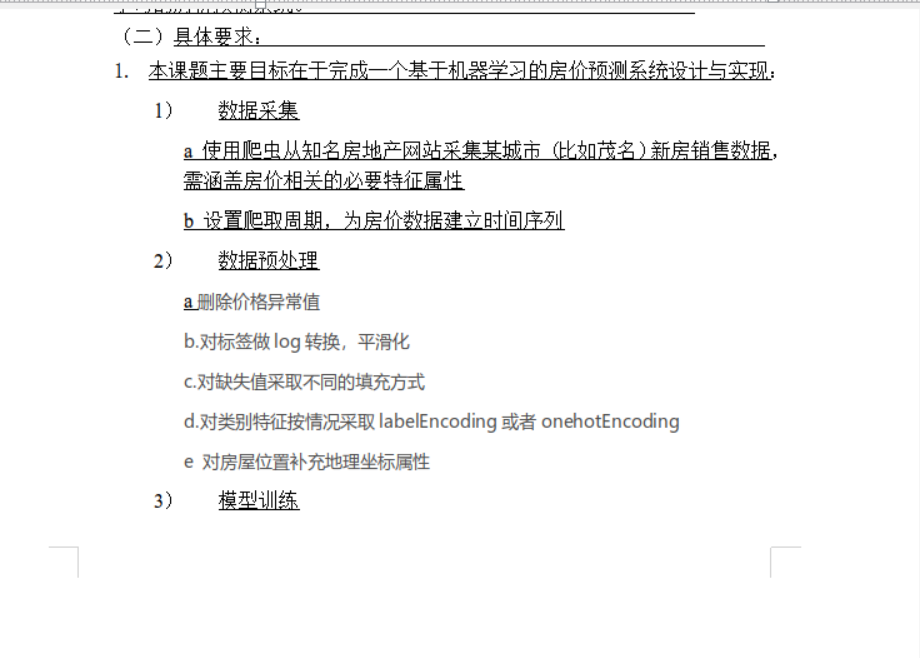 （二）具体要求：
1. 本课题主要目标在于完成一个基于机器学习的房价预测系统设计与实现：
1） 数据采集
a 使用爬虫从知名房地产网站采集某城市（比如茂名）新房销售数据，
需涵盖房价相关的必要特征属性
b 设置爬取周期，为房价数据建立时间序列
2） 数据预处理
a删除价格异常值
b.对标签做 log 转换，平滑化
c.对缺失值采取不同的填充方式
d.对类别特征按情况采取 labelEncoding 或者 onehotEncoding
e 对房屋位置补充地理坐标属性
3） 模型训练